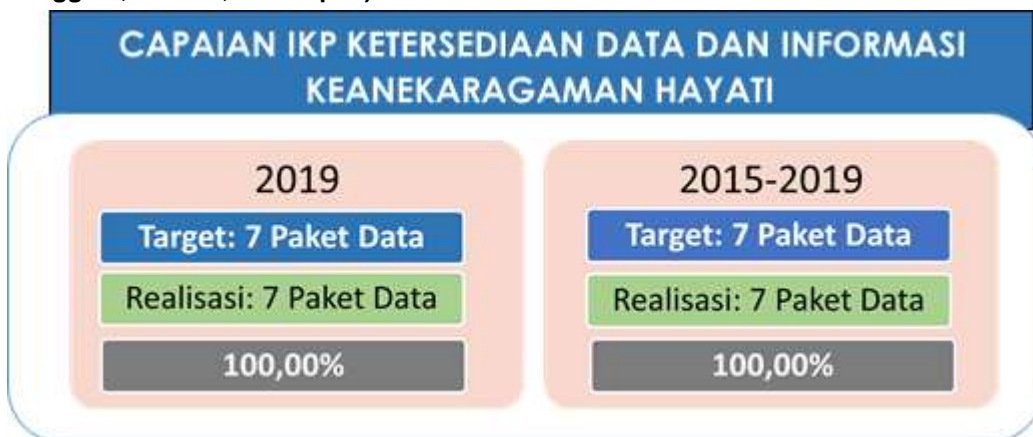 CAPAIAN IKP KETERSEDIAAN DATA DAN INFORMASI
KEANEKARAGAMAN HAYATI
2019
Target: 7 Paket Data
Realisasi: 7 Paket Data
100,00%
2015-2019
Target: 7 Paket Data
Realisasi: 7 Paket Data
100,00%